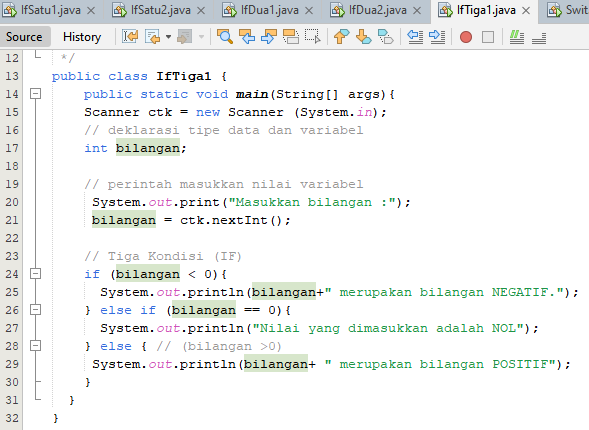 IfSatu1.java IfSatu2.java IfDua1.java IfDua2.java IfTiga1.java Swit
Source History
12 */
13 public class IfTiga1 {
14 public static void main(String[] args){
15 Scanner ctk = new Scanner (System.in);
16 // deklarasi tipe data dan variabel
17 int bilangan;
18
19 // perintah masukkan nilai variabel
20 System.out.print("Masukkan bilangan :");
21 bilangan = ctk.nextInt();
22
23 // Tiga Kondisi (IF)
24 if (bilangan < 0){
25 System.out.println(bilangan+" merupakan bilangan NEGATIF.");
26 } else if (bilangan == 0){
27 System.out.println("Nilai yang dimasukkan adalah NOL");
28 } else { // (bilangan >0)
29 System.out.println(bilangan+ " merupakan bilangan POSITIF");
30 }
31 }
32 }